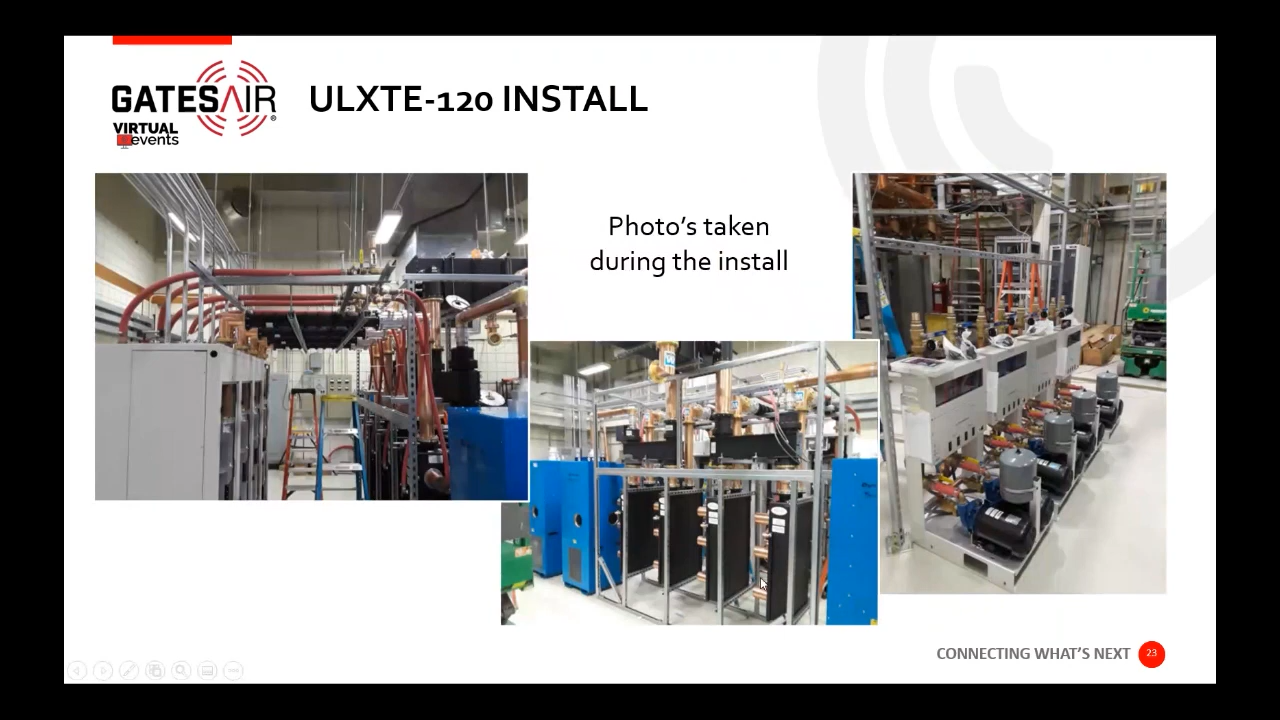 GATESAIR®
VIRTUAL
events
ULXTE-120 INSTALL
Photo’s taken
during the install
CONNECTING WHAT’S NEXT
23